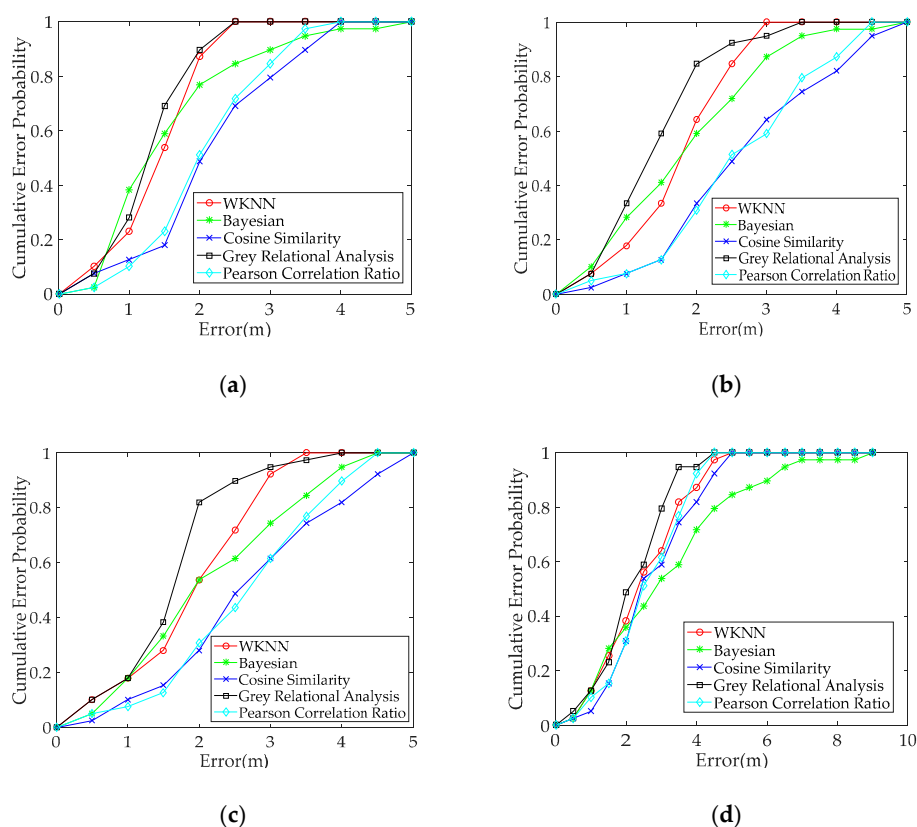 1
0.8
0.6
0.4
0.2
0
Cumulative Error Probability
WKNN
Bayesian
Cosine Similarity
Grey Relational Analysis
Pearson Correlation Ratio
0 1 2 3 4 5
Error(m)
(a)
1
0.8
0.6
0.4
0.2
0
Cumulative Error Probability
WKNN
Bayesian
Cosine Similarity
Grey Relational Analysis
Pearson Correlation Ratio
0 1 2 3 4 5
Error(m)
(b)
1
0.8
0.6
0.4
0.2
0
Cumulative Error Probability
WKNN
Bayesian
Cosine Similarity
Grey Relational Analysis
Pearson Correlation Ratio
0 1 2 3 4 5
Error(m)
(c)
1
0.8
0.6
0.4
0.2
0
Cumulative Error Probability
WKNN
Bayesian
Cosine Similarity
Grey Relational Analysis
Pearson Correlation Ratio
0 2 4 6 8 10
Error(m)
(d)